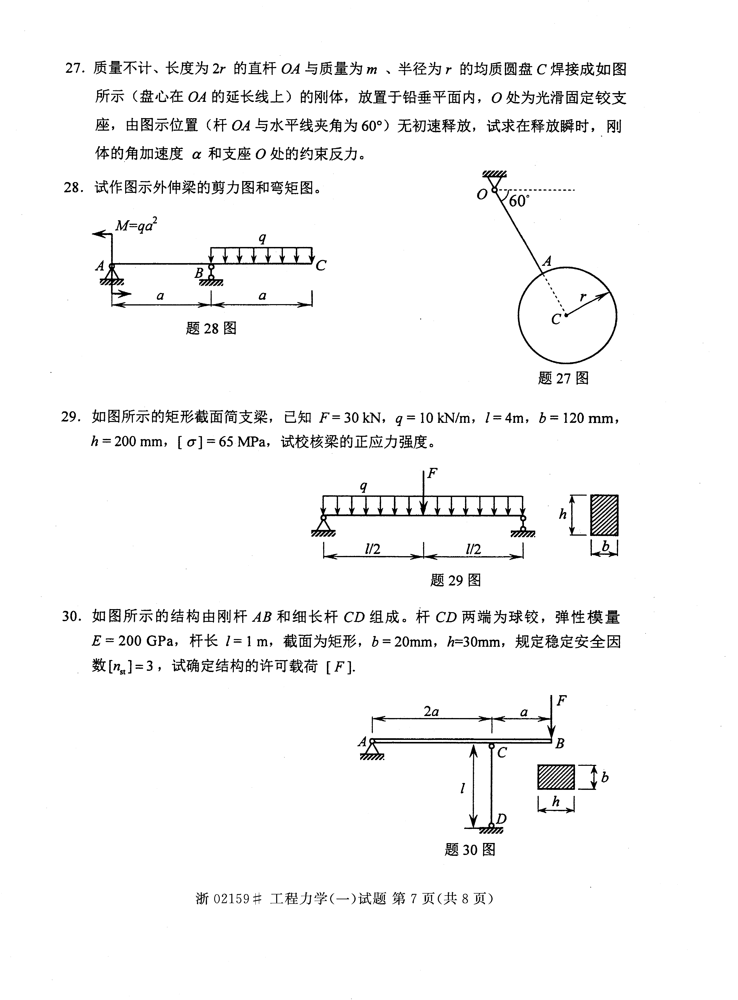 27. 质量不计、长度为 2r 的直杆 OA 与质量为 m 、半径为 r 的均质圆盘 C 焊接成如图
所示（盘心在 OA 的延长线上）的刚体，放置于铅垂平面内，O 处为光滑固定铰支
座，由图示位置（杆 OA 与水平线夹角为 60°）无初速释放，试求在释放瞬时，刚
体的角加速度 α 和支座 O 处的约束反力。
28. 试作图示外伸梁的剪力图和弯矩图。
M=qa²
q
A
B
C
a
a
题 28 图
O
60°
A
r
C
题 27 图
29. 如图所示的矩形截面简支梁，已知 F = 30 kN，q = 10 kN/m，l = 4m，b = 120 mm，
h = 200 mm，[ σ ] = 65 MPa，试校核梁的正应力强度。
F
q
h
l/2
l/2
b
题 29 图
30. 如图所示的结构由刚杆 AB 和细长杆 CD 组成。杆 CD 两端为球铰，弹性模量
E = 200 GPa，杆长 l = 1 m，截面为矩形，b = 20mm，h=30mm，规定稳定安全因
数[nst] = 3，试确定结构的许可载荷 [ F ].
F
2a
a
A
B
C
b
l
h
D
题 30 图
浙 02159# 工程力学(一)试题 第 7 页(共 8 页)